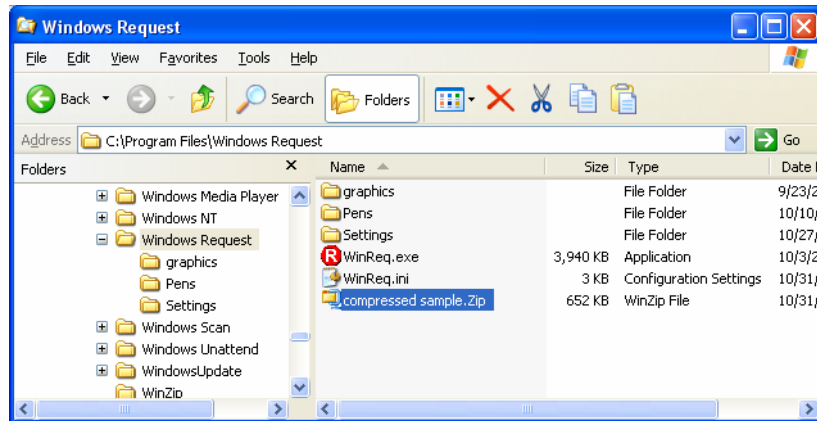 Windows Request
File Edit View Favorites Tools Help
Back Search Folders
Address C:\Program Files\Windows Request Go
Folders X Name Size Type Date
Windows Media Player
Windows NT
Windows Request
graphics
Pens
Settings
Windows Scan
Windows Unattend
WindowsUpdate
WinZip
graphics File Folder 9/23/2
Pens File Folder 10/10/
Settings File Folder 10/27/
R WinReq.exe 3,940 KB Application 10/3/2
WinReq.ini 3 KB Configuration Settings 10/31/
compressed sample.Zip 652 KB WinZip File 10/31/